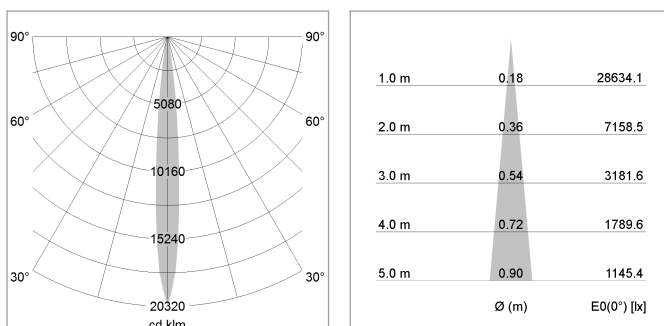 90° 90°
5080
60° 60°
10160
15240
30° 30°
20320
cd klm
1.0 m 0.18 28634.1
2.0 m 0.36 7158.5
3.0 m 0.54 3181.6
4.0 m 0.72 1789.6
5.0 m 0.90 1145.4
Ø (m) E0(0°) [lx]